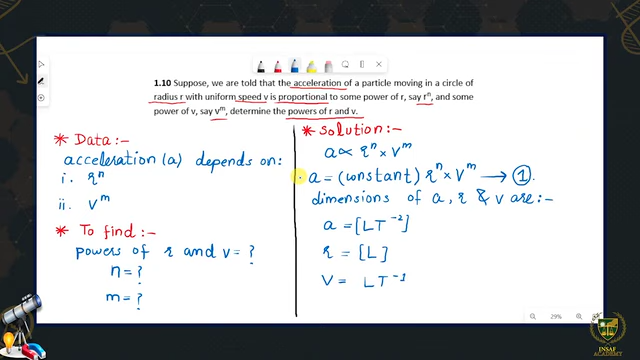 1.10 Suppose, we are told that the acceleration of a particle moving in a circle of
radius r with uniform speed v is proportional to some power of r, say rⁿ, and some
power of v, say vᵐ, determine the powers of r and v.
* Data:-
acceleration (a) depends on:
i. rⁿ
ii. vᵐ
* To find:-
powers of r and v = ?
n = ?
m = ?
* Solution:-
a ∝ rⁿ × vᵐ
a = (constant) rⁿ × vᵐ → ①.
dimensions of a, r & v are:-
a = [LT⁻²]
r = [L]
v = LT⁻¹
29%
INSAF
ACADEMY